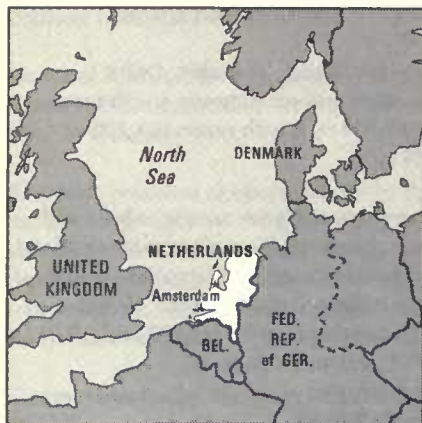 North
Sea
DENMARK
NETHERLANDS
UNITED
KINGDOM
Amsterdam
FED.
REP.
of GER.
BEL.